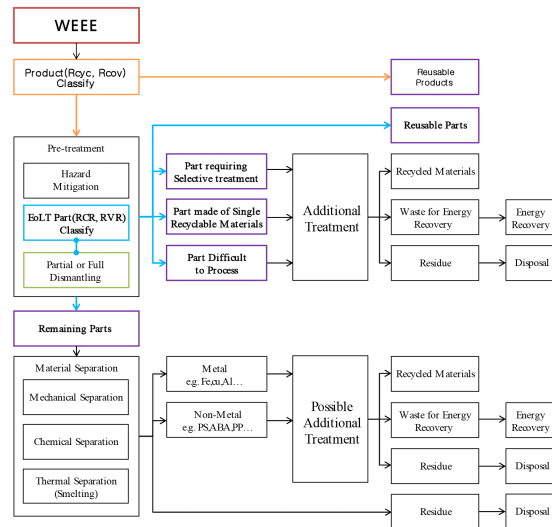 WEEE
Product(Rcyc, Rcov)
Classify
Reusable
Products
Pre-treatment
Hazard
Mitigation
EoLT Part(RCR, RVR)
Classify
Partial or Full
Dismantling
Reusable Parts
Part requiring
Selective treatment
Part made of Single
Recyclable Materials
Part Difficult
to Process
Additional
Treatment
Recycled Materials
Waste for Energy
Recovery
Energy
Recovery
Residue
Disposal
Remaining Parts
Material Separation
Mechanical Separation
Chemical Separation
Thermal Separation
(Smelting)
Metal
e.g. Fe,cu,Al…
Non-Metal
e.g. PS,ABA,PP…
Possible
Additional
Treatment
Recycled Materials
Waste for Energy
Recovery
Energy
Recovery
Residue
Disposal
Residue
Disposal